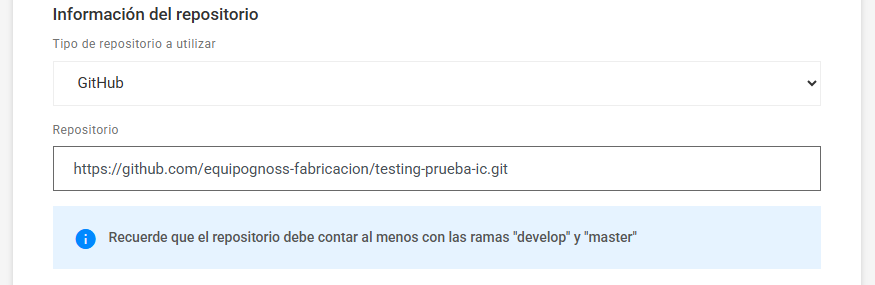 Información del repositorio
Tipo de repositorio a utilizar
GitHub
Repositorio
https://github.com/equipognoss-fabricacion/testing-prueba-ic.git
Recuerde que el repositorio debe contar al menos con las ramas "develop" y "master"